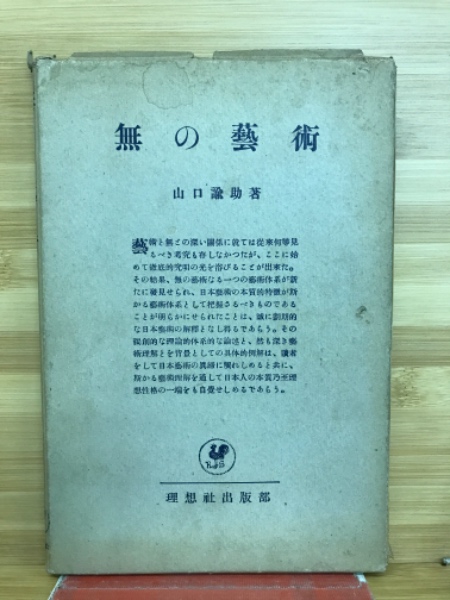 無の藝術
山口諭助著
藝術と無との深い關係に就ては從來何等見
るべき考究も存しなかつたが、ここに始
めて徹底的究明の光を浴びることが出來た。
その結果、無の藝術なる一つの藝術体系が新
たに發見せられ、日本藝術の本質的特徴が斯
かる藝術体系として把握さるべきものである
ことが明らかにせられたことは、誠に劃期的
な日本藝術の解釋となし得るであらう。その
獨創的な理論的体系的な論述と、然も深き藝
術理解とを背景としての具体的例解は、讀者
をして日本藝術の眞諦に觸れしめると共に、
斯かる藝術理解を通して日本人の本質乃至理
想性格の一端をも自覺せしめるであらう。
理想社出版部